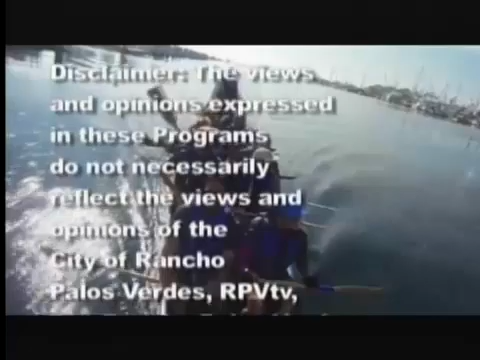 Disclaimer: The views
and opinions expressed
in these Programs
do not necessarily
reflect the views and
opinions of the
City of Rancho
Palos Verdes, RPVtv,